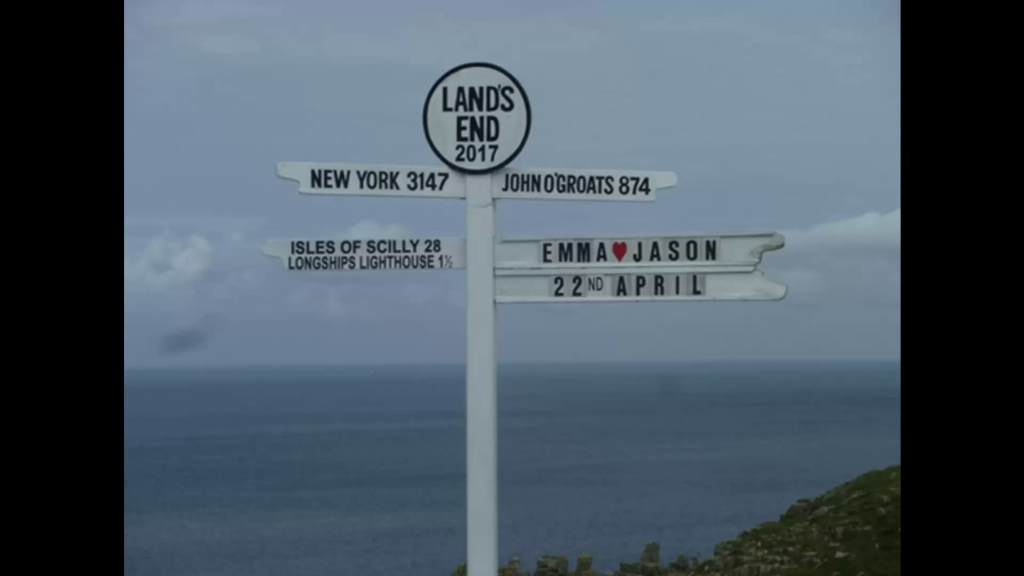 LAND'S
END
2017
NEW YORK 3147
JOHN O'GROATS 874
ISLES OF SCILLY 28
LONGSHIPS LIGHTHOUSE 1½
EMMA♥JASON
22ND APRIL